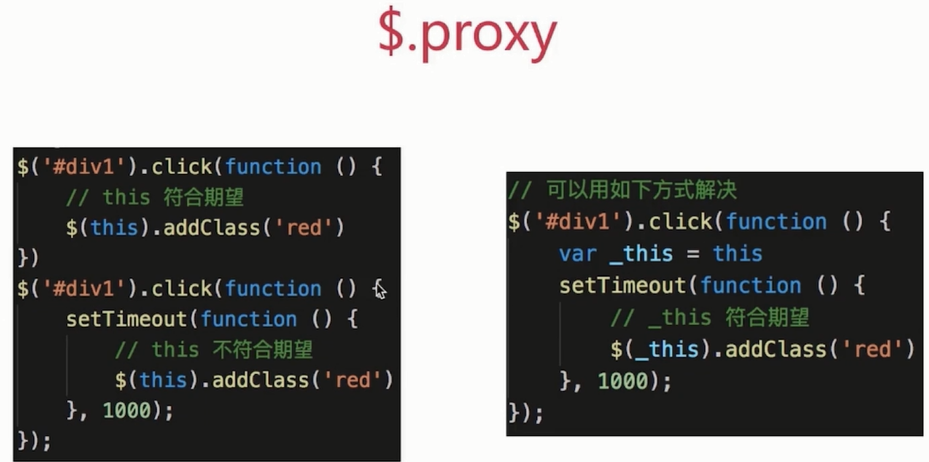 $.proxy
$('#div1').click(function () {
// this 符合期望
$(this).addClass('red')
})
$('#div1').click(function () {
setTimeout(function () {
// this 不符合期望
$(this).addClass('red')
}, 1000);
});
// 可以用如下方式解决
$('#div1').click(function () {
var _this = this
setTimeout(function () {
// _this 符合期望
$(_this).addClass('red')
}, 1000);
});